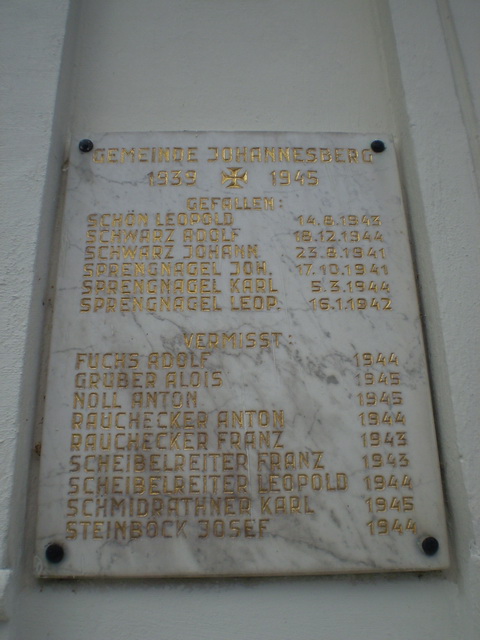 GEMEINDE JOHANNESBERG
1939 1945
GEFALLEN:
SCHÖN LEOPOLD 14.8.1943
SCHWARZ ADOLF 18.12.1944
SCHWARZ JOHANN 23.8.1941
SPRENGNAGEL JOH. 17.10.1941
SPRENGNAGEL KARL 5.3.1944
SPRENGNAGEL LEOP. 16.1.1942
VERMISST:
FUCHS ADOLF 1944
GRUBER ALOIS 1945
NOLL ANTON 1945
RAUCHECKER ANTON 1944
RAUCHECKER FRANZ 1943
SCHEIBELREITER FRANZ 1943
SCHEIBELREITER LEOPOLD 1944
SCHMIDRATHNER KARL 1945
STEINBÖCK JOSEF 1944